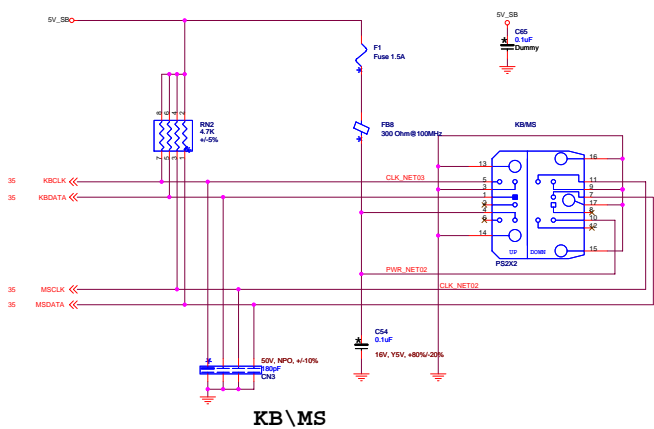 5V_SB
5V_SB
C65
0.1uF
Dummy
F1
Fuse 1.5A
8
6
4
2
RN2
4.7K
+/-5%
7
5
3
1
FB8
300 Ohm@100MHz
KB/MS
13
16
35
KBCLK
CLK_NET03
5
11
3
9
35
KBDATA
1
7
2
17
4
8
6
10
12
14
15
UP
DOWN
PS2X2
PWR_NET02
35
MSCLK
CLK_NET02
35
MSDATA
C54
0.1uF
16V, Y5V, +80%/-20%
50V, NPO, +/-10%
180pF
CN3
KB\MS